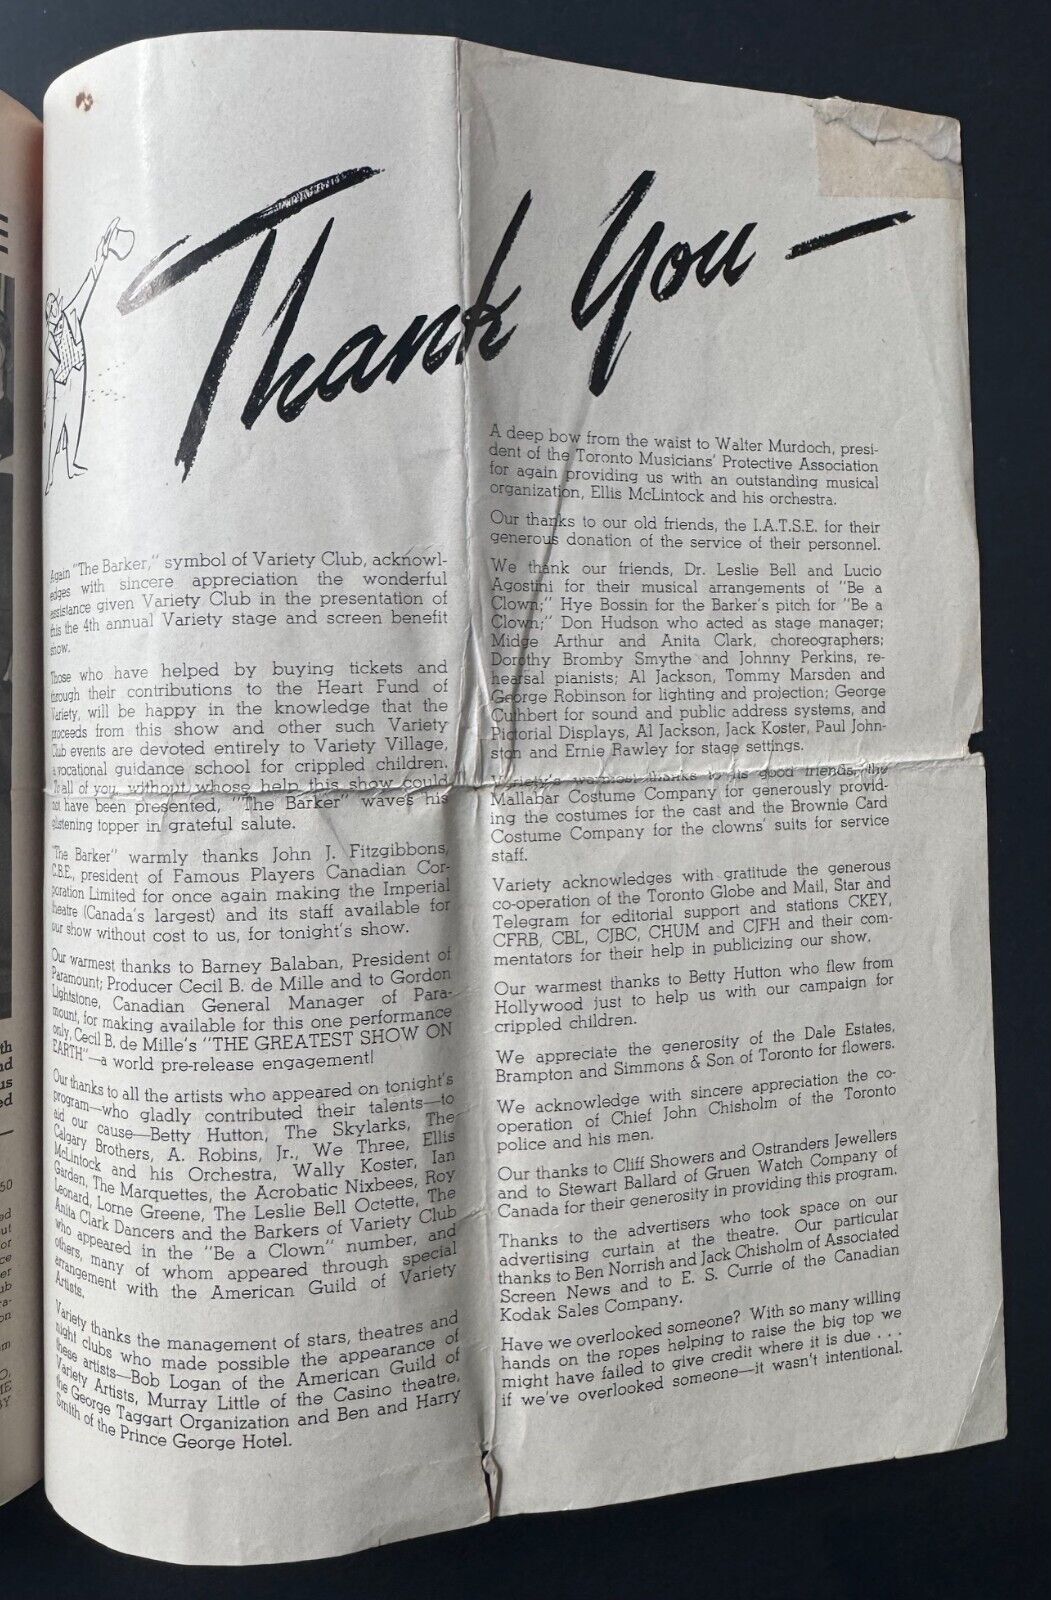 Thank You —
Again "The Barker," symbol of Variety Club, acknowl-
edges with sincere appreciation the wonderful
assistance given Variety Club in the presentation of
this the 4th annual Variety stage and screen benefit
show.
Those who have helped by buying tickets and
through their contributions to the Heart Fund of
Variety, will be happy in the knowledge that the
proceeds from this show and other such Variety
Club events are devoted entirely to Variety Village,
a vocational guidance school for crippled children.
To all of you, without whose help this show could
not have been presented, "The Barker" waves his
glistening topper in grateful salute.
"The Barker" warmly thanks John J. Fitzgibbons,
C.B.E., president of Famous Players Canadian Cor-
poration Limited for once again making the Imperial
theatre (Canada's largest) and its staff available for
our show without cost to us, for tonight's show.
Our warmest thanks to Barney Balaban, President of
Paramount; Producer Cecil B. de Mille and to Gordon
Lightstone, Canadian General Manager of Para-
mount, for making available for this one performance
only, Cecil B. de Mille's "THE GREATEST SHOW ON
EARTH"—a world pre-release engagement!
Our thanks to all the artists who appeared on tonight's
program—who gladly contributed their talents—to
aid our cause—Betty Hutton, The Skylarks, The
Calgary Brothers, A. Robins, Jr., We Three, Ellis
McLintock and his Orchestra, Wally Koster, Ian
Garden, The Marquettes, the Acrobatic Nixbees, Roy
Leonard, Lorne Greene, The Leslie Bell Octette, The
Anita Clark Dancers and the Barkers of Variety Club
who appeared in the "Be a Clown" number, and
others, many of whom appeared through special
arrangement with the American Guild of Variety
Artists.
Variety thanks the management of stars, theatres and
night clubs who made possible the appearance of
these artists—Bob Logan of the American Guild of
Variety Artists, Murray Little of the Casino theatre,
the George Taggart Organization and Ben and Harry
Smith of the Prince George Hotel.
A deep bow from the waist to Walter Murdoch, presi-
dent of the Toronto Musicians' Protective Association
for again providing us with an outstanding musical
organization, Ellis McLintock and his orchestra.
Our thanks to our old friends, the I.A.T.S.E. for their
generous donation of the service of their personnel.
We thank our friends, Dr. Leslie Bell and Lucio
Agostini for their musical arrangements of "Be a
Clown;" Hye Bossin for the Barker's pitch for "Be a
Clown;" Don Hudson who acted as stage manager;
Midge Arthur and Anita Clark, choreographers;
Dorothy Bromby Smythe and Johnny Perkins, re-
hearsal pianists; Al Jackson, Tommy Marsden and
George Robinson for lighting and projection; George
Cuthbert for sound and public address systems, and
Pictorial Displays, Al Jackson, Jack Koster, Paul John-
ston and Ernie Rawley for stage settings.
Variety's warmest thanks to its good friends, the
Mallabar Costume Company for generously provid-
ing the costumes for the cast and the Brownie Card
Costume Company for the clowns' suits for service
staff.
Variety acknowledges with gratitude the generous
co-operation of the Toronto Globe and Mail, Star and
Telegram for editorial support and stations CKEY,
CFRB, CBL, CJBC, CHUM and CJFH and their com-
mentators for their help in publicizing our show.
Our warmest thanks to Betty Hutton who flew from
Hollywood just to help us with our campaign for
crippled children.
We appreciate the generosity of the Dale Estates,
Brampton and Simmons & Son of Toronto for flowers.
We acknowledge with sincere appreciation the co-
operation of Chief John Chisholm of the Toronto
police and his men.
Our thanks to Cliff Showers and Ostranders Jewellers
and to Stewart Ballard of Gruen Watch Company of
Canada for their generosity in providing this program.
Thanks to the advertisers who took space on our
advertising curtain at the theatre. Our particular
thanks to Ben Norrish and Jack Chisholm of Associated
Screen News and to E. S. Currie of the Canadian
Kodak Sales Company.
Have we overlooked someone? With so many willing
hands on the ropes helping to raise the big top we
might have failed to give credit where it is due . . .
if we've overlooked someone—it wasn't intentional.